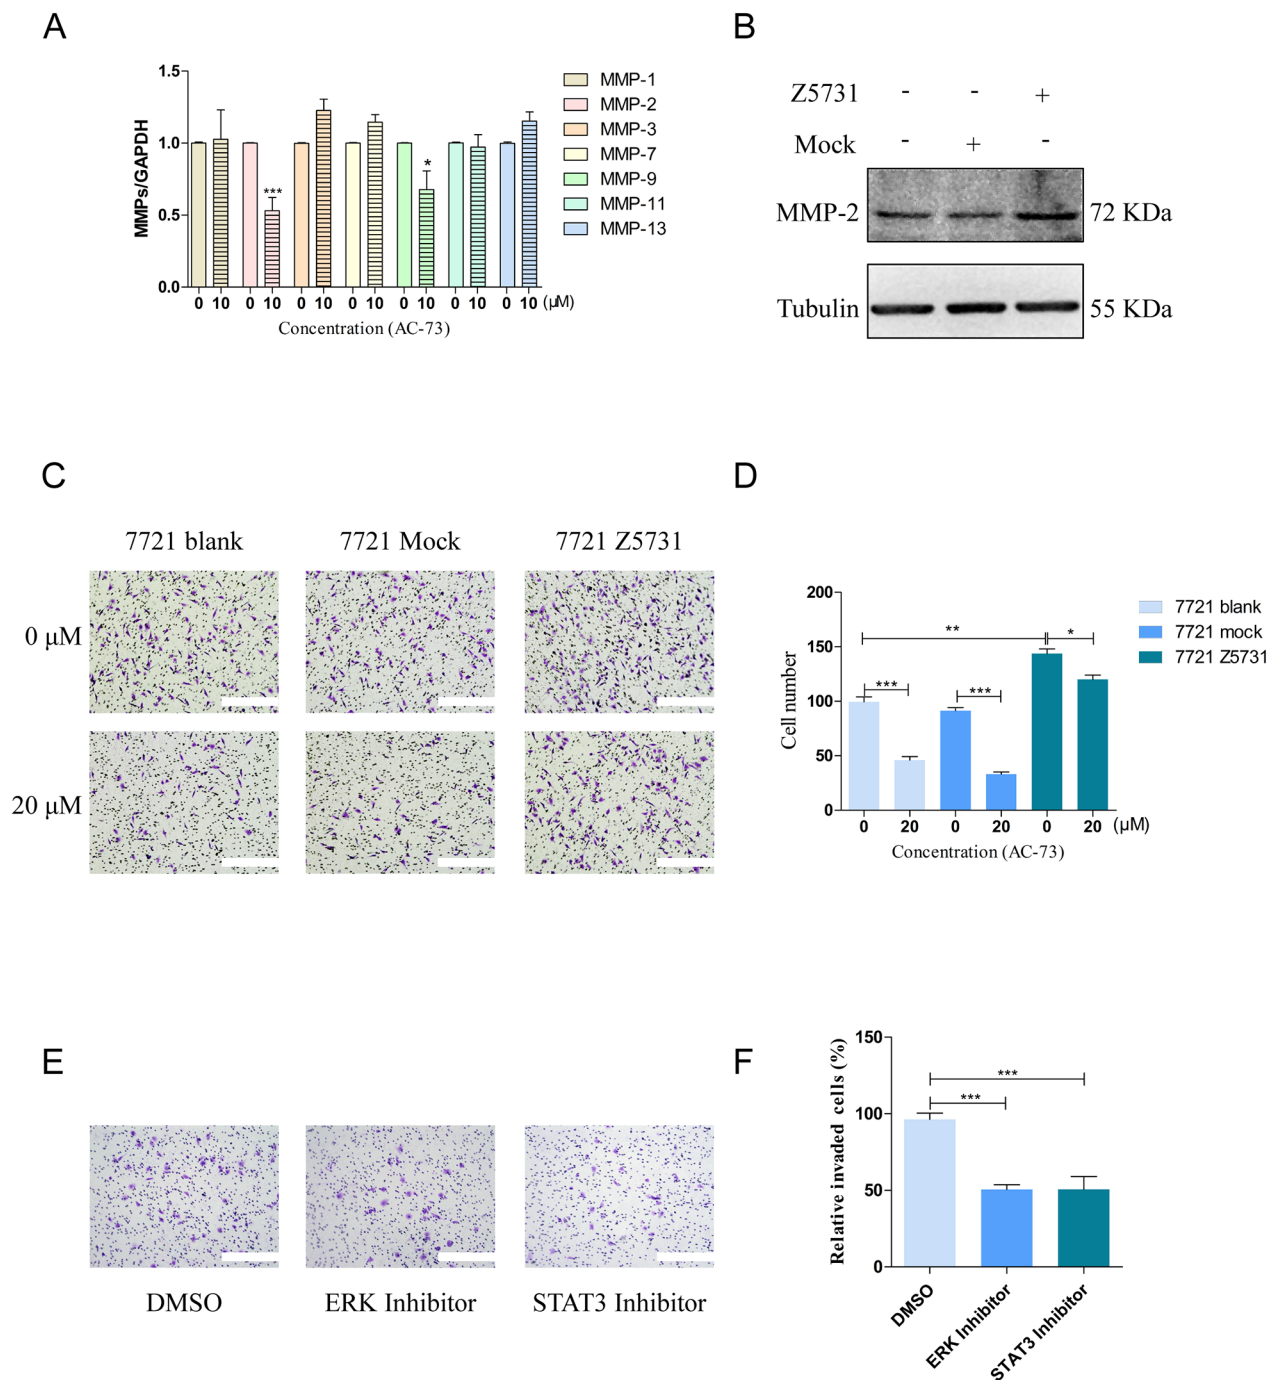 A
1.5
1.0
0.5
0.0
MMPs/GAPDH
***
*
0 10 0 10 0 10 0 10 0 10 0 10 0 10 (μM)
Concentration (AC-73)
MMP-1
MMP-2
MMP-3
MMP-7
MMP-9
MMP-11
MMP-13
B
Z5731 - - +
Mock - + -
MMP-2 72 KDa
Tubulin 55 KDa
C
7721 blank 7721 Mock 7721 Z5731
0 μM
20 μM
D
200
150
100
50
0
Cell number
** *
*** ***
0 20 0 20 0 20 (μM)
Concentration (AC-73)
7721 blank
7721 mock
7721 Z5731
E
DMSO ERK Inhibitor STAT3 Inhibitor
F
150
100
50
0
Relative invaded cells (%)
***
***
DMSO
ERK Inhibitor
STAT3 Inhibitor